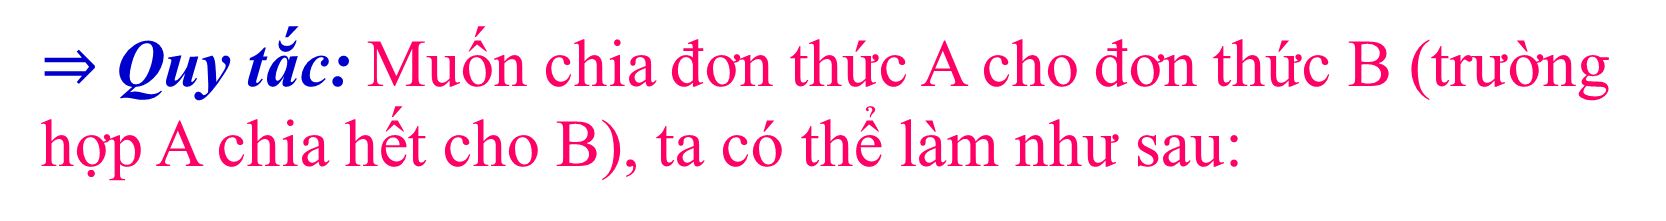 ⇒ Quy tắc: Muốn chia đơn thức A cho đơn thức B (trường
hợp A chia hết cho B), ta có thể làm như sau: